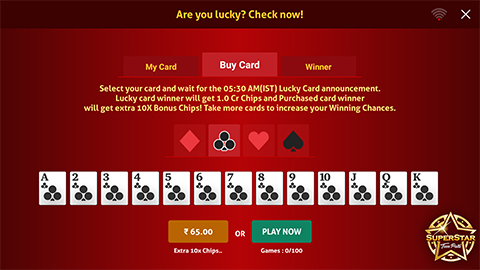 Are you lucky? Check now!
My Card
Buy Card
Winner
Select your card and wait for the 05:30 AM(IST) Lucky Card announcement.
Lucky card winner will get 1.0 Cr Chips and Purchased card winner
will get extra 10X Bonus Chips! Take more cards to increase your Winning Chances.
A 2 3 4 5 6 7 8 9 10 J Q K
₹ 65.00 OR PLAY NOW
Extra 10x Chips.. Games : 0/100
SUPERSTAR
Teen Patti